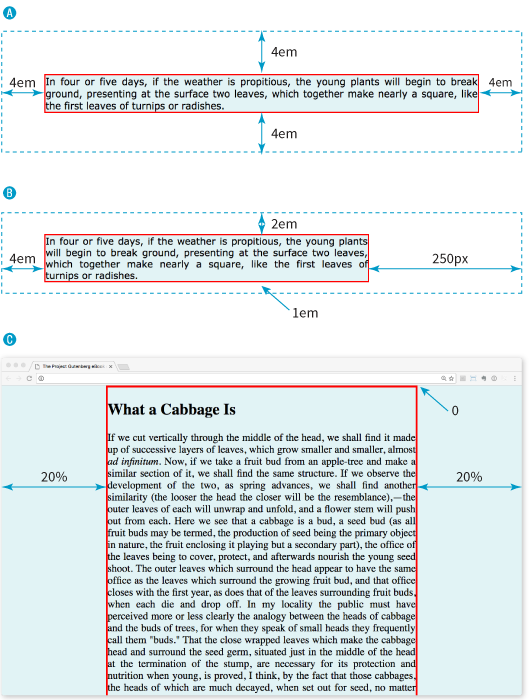 A
4em
4em
4em
In four or five days, if the weather is propitious, the young plants will begin to break
ground, presenting at the surface two leaves, which together make nearly a square, like
the first leaves of turnips or radishes.
4em
B
2em
4em
250px
In four or five days, if the weather is propitious, the young plants
will begin to break ground, presenting at the surface two leaves,
which together make nearly a square, like the first leaves of
turnips or radishes.
1em
C
The Project Gutenberg eBook
0
20%
20%
What a Cabbage Is
If we cut vertically through the middle of the head, we shall find it made
up of successive layers of leaves, which grow smaller and smaller, almost
ad infinitum. Now, if we take a fruit bud from an apple-tree and make a
similar section of it, we shall find the same structure. If we observe the
development of the two, as spring advances, we shall find another
similarity (the looser the head the closer will be the resemblance),—the
outer leaves of each will unwrap and unfold, and a flower stem will push
out from each. Here we see that a cabbage is a bud, a seed bud (as all
fruit buds may be termed, the production of seed being the primary object
in nature, the fruit enclosing it playing but a secondary part), the office of
the leaves being to cover, protect, and afterwards nourish the young seed
shoot. The outer leaves which surround the head appear to have the same
office as the leaves which surround the growing fruit bud, and that office
closes with the first year, as does that of the leaves surrounding fruit buds,
when each die and drop off. In my locality the public must have
perceived more or less clearly the analogy between the heads of cabbage
and the buds of trees, for when they speak of small heads they frequently
call them "buds." That the close wrapped leaves which make the cabbage
head and surround the seed germ, situated just in the middle of the head
at the termination of the stump, are necessary for its protection and
nutrition when young, is proved, I think, by the fact that those cabbages,
the heads of which are much decayed, when set out for seed, no matter